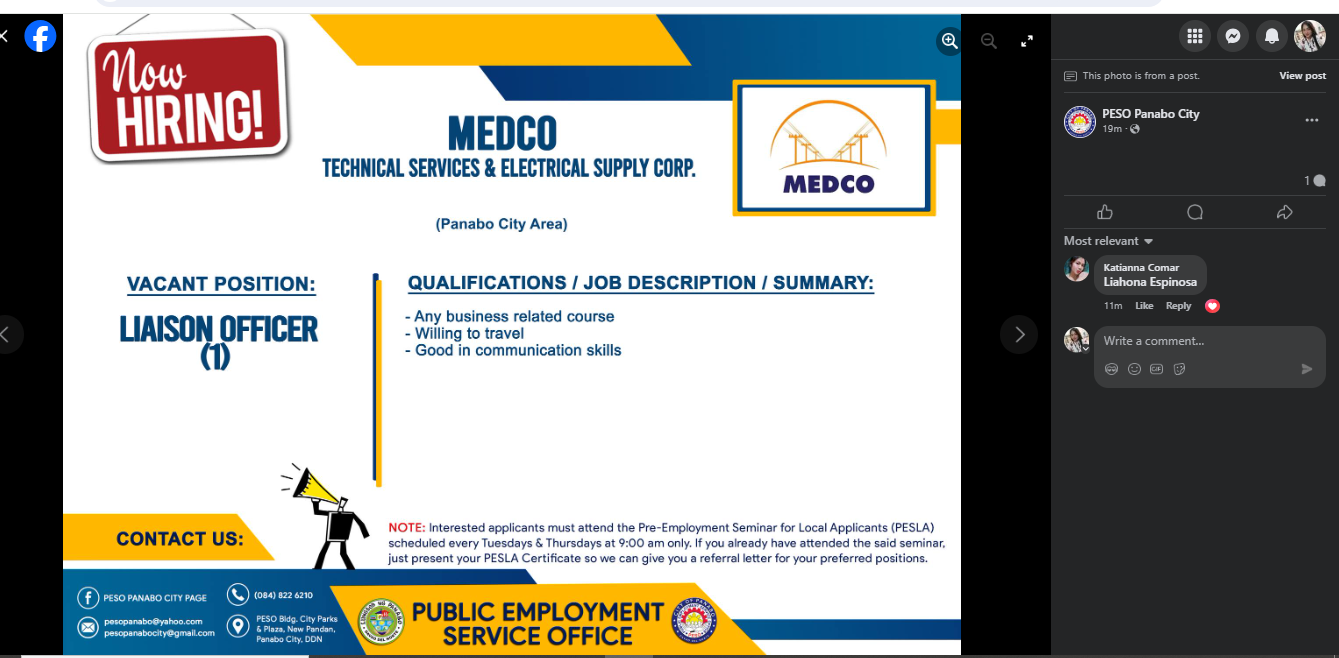 Now
HIRING!
MEDCO
TECHNICAL SERVICES & ELECTRICAL SUPPLY CORP.
MEDCO
(Panabo City Area)
VACANT POSITION:
LIAISON OFFICER
(1)
QUALIFICATIONS / JOB DESCRIPTION / SUMMARY:
- Any business related course
- Willing to travel
- Good in communication skills
CONTACT US:
NOTE: Interested applicants must attend the Pre-Employment Seminar for Local Applicants (PESLA)
scheduled every Tuesdays & Thursdays at 9:00 am only. If you already have attended the said seminar,
just present your PESLA Certificate so we can give you a referral letter for your preferred positions.
PESO PANABO CITY PAGE
pesopanabo@yahoo.com
pesopanabocity@gmail.com
(084) 822 6210
PESO Bldg. City Parks
& Plaza, New Pandan,
Panabo City, DDN
PUBLIC EMPLOYMENT
SERVICE OFFICE
This photo is from a post.
View post
PESO Panabo City
19m ·
1
Most relevant
Katianna Comar
Liahona Espinosa
11m Like Reply
Write a comment...
GIF